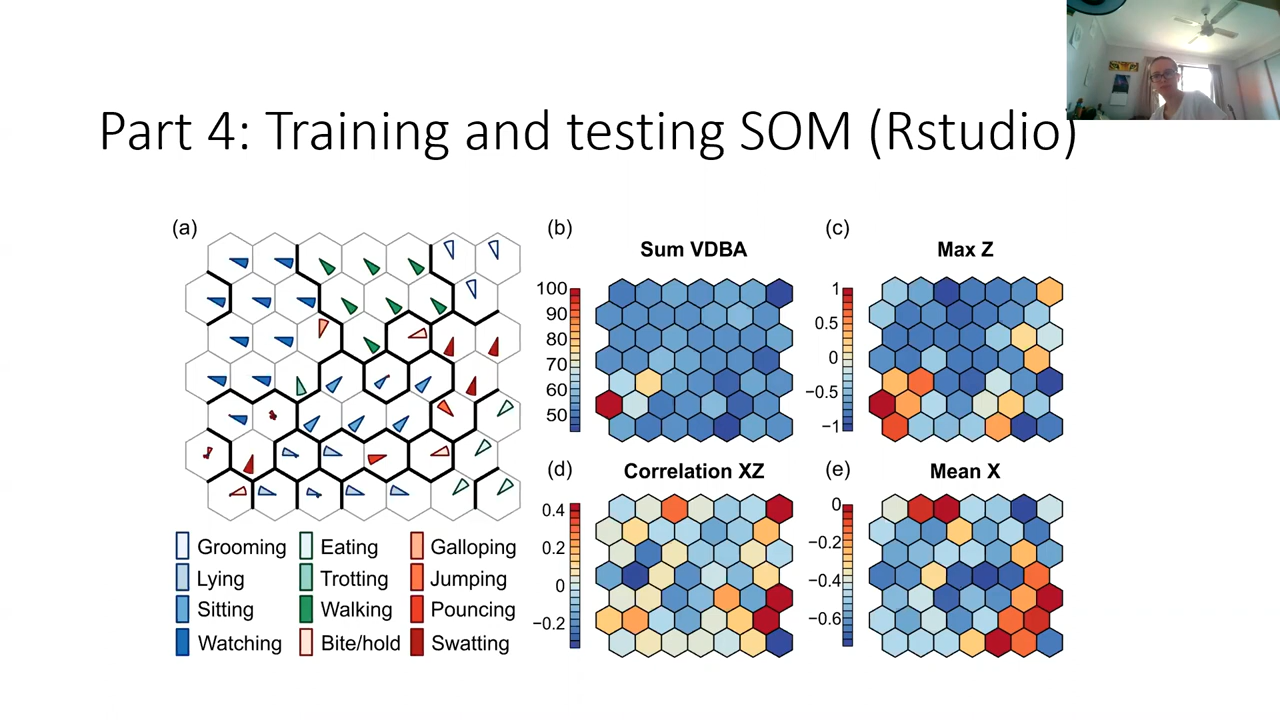 Part 4: Training and testing SOM (Rstudio)
(a)
Grooming
Eating
Galloping
Lying
Trotting
Jumping
Sitting
Walking
Pouncing
Watching
Bite/hold
Swatting
(b)
Sum VDBA
100
90
80
70
60
50
(c)
Max Z
1
0.5
0
−0.5
−1
(d)
Correlation XZ
0.4
0.2
0
−0.2
(e)
Mean X
0
−0.2
−0.4
−0.6